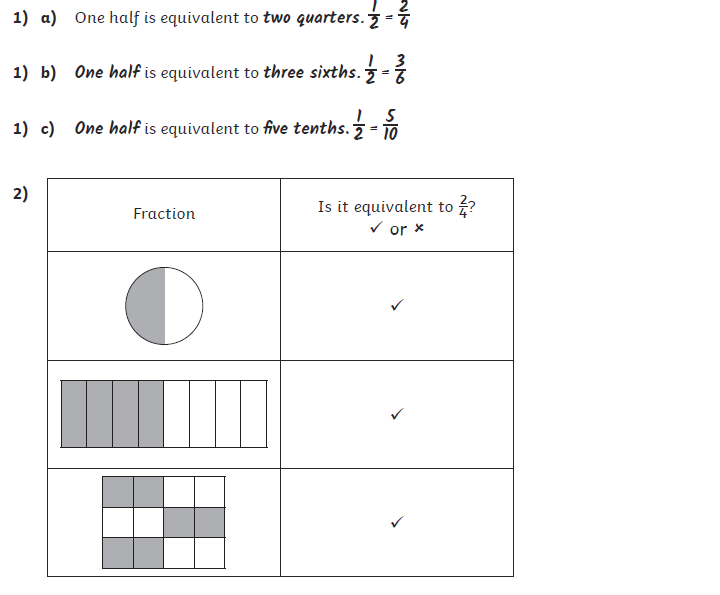 1) a) One half is equivalent to two quarters. 1/2 = 2/4
1) b) One half is equivalent to three sixths. 1/2 = 3/6
1) c) One half is equivalent to five tenths. 1/2 = 5/10
2)
Fraction
Is it equivalent to 2/4?
✓ or ×
✓
✓
✓